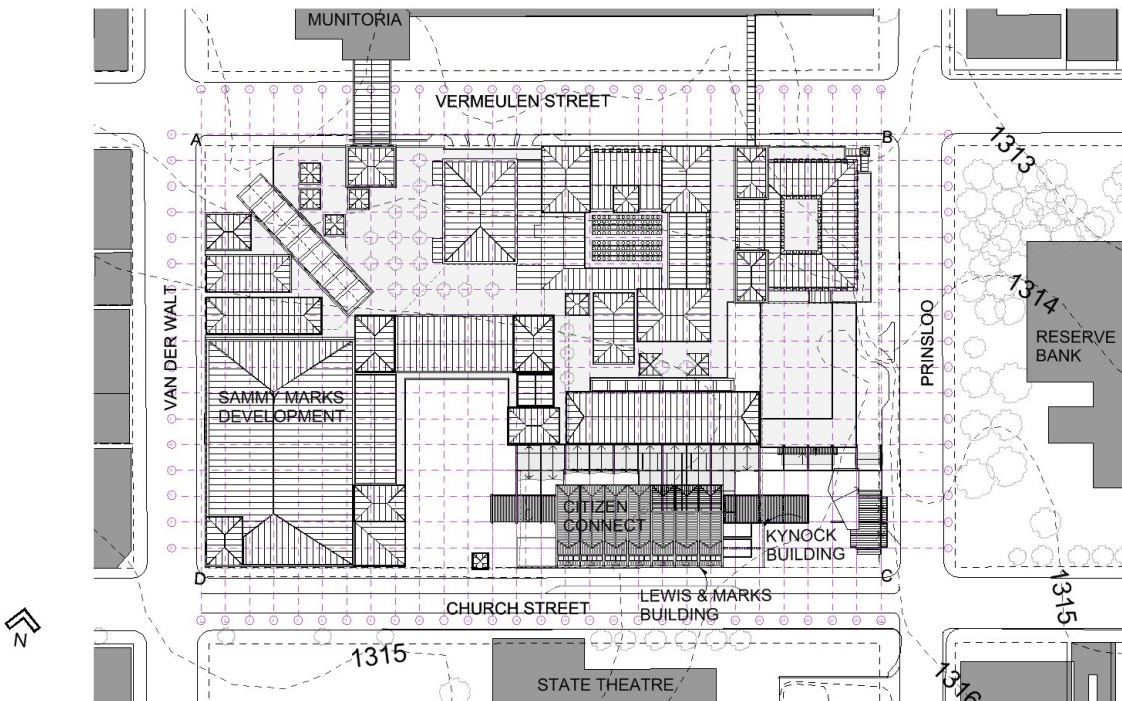 MUNITORIA
VERMEULEN STREET
A
B
1313
VAN DER WALT
1314
PRINSLOO
RESERVE
BANK
SAMMY MARKS
DEVELOPMENT
CITIZEN
CONNECT
KYNOCK
BUILDING
D
C
LEWIS & MARKS
BUILDING
CHURCH STREET
1315
N
1315
STATE THEATRE
1316